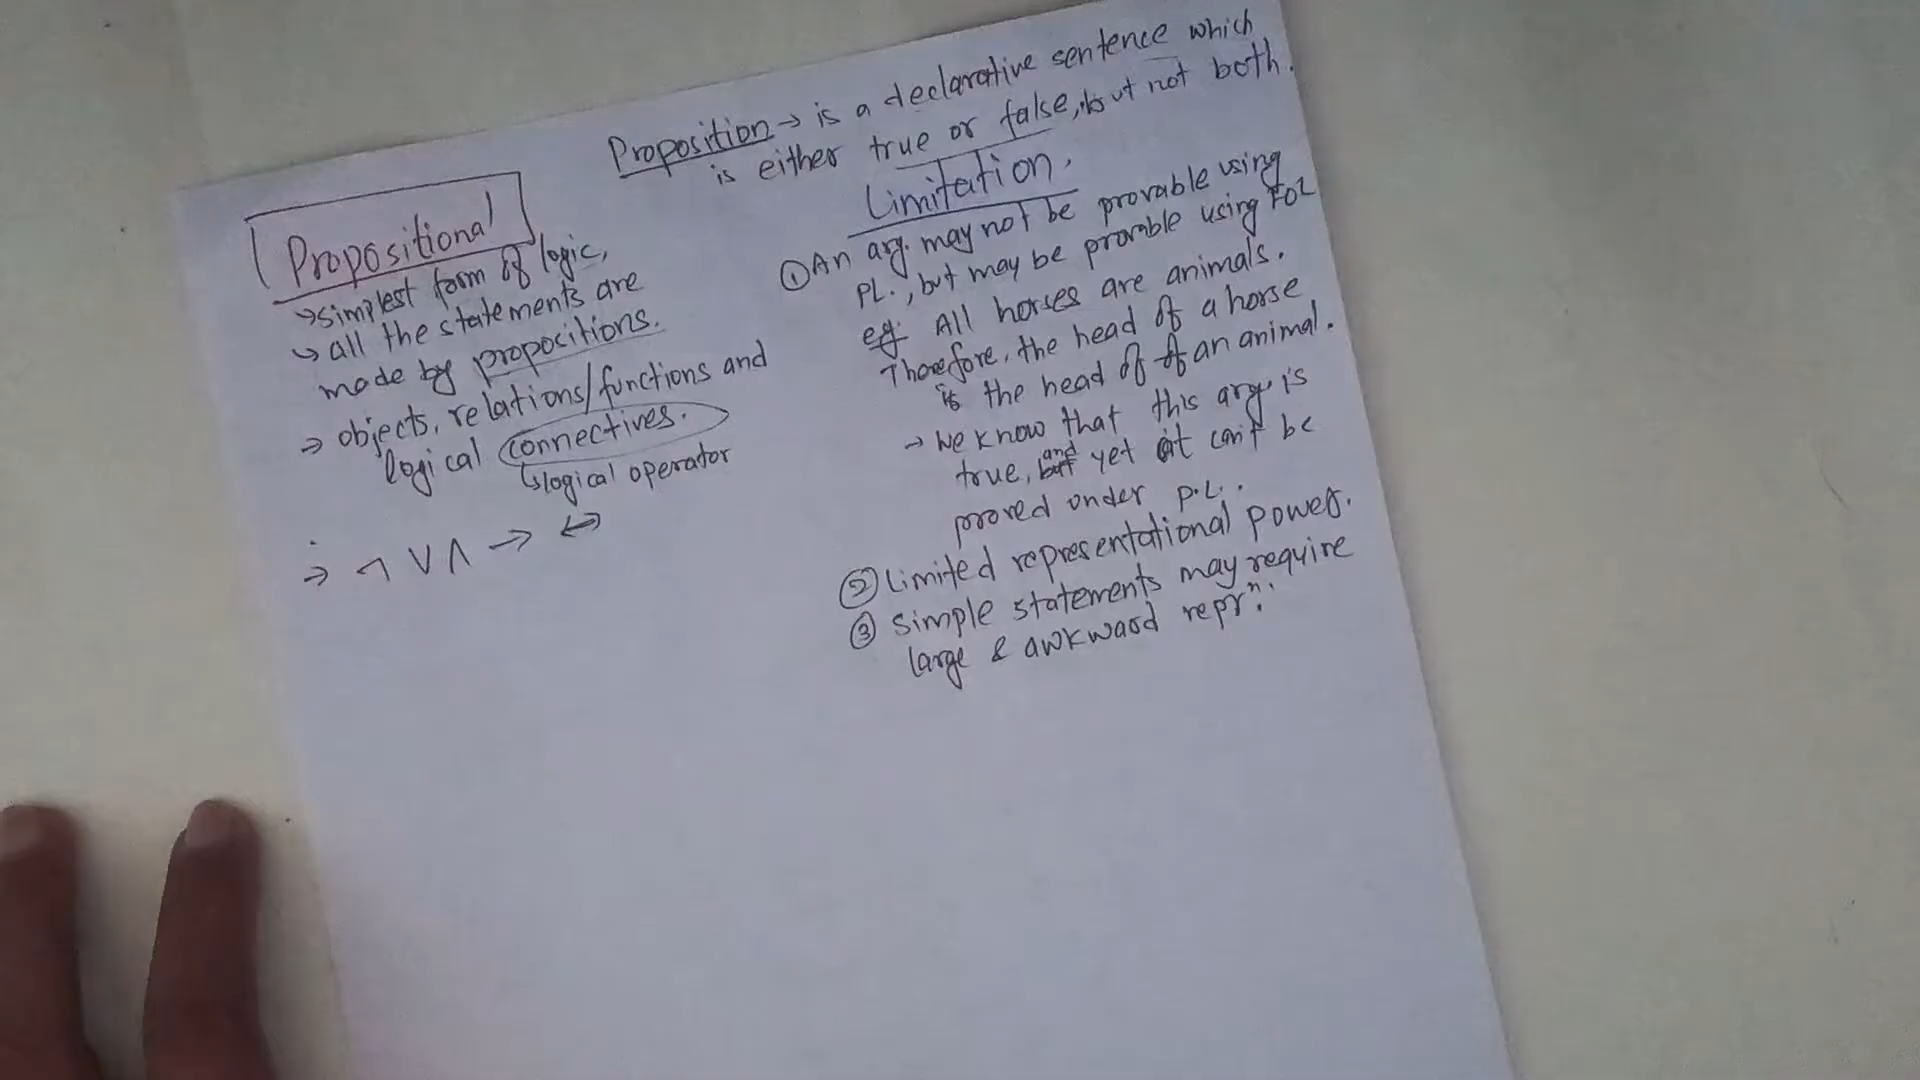 Proposition → is a declarative sentence which
is either true or false, but not both.
Propositional
→ simplest form of logic,
→ all the statements are
made by propositions.
→ objects, relations/functions and
logical connectives.
↳ logical operator
→ ¬ ∨ ∧ → ↔
Limitation.
① An arg. may not be provable using
PL., but may be provable using FOL
eg. All horses are animals.
Therefore, the head of a horse
is the head of an animal.
→ We know that this arg. is
true, and yet it can't be
proved under P.L..
② Limited representational power.
③ Simple statements may require
large & awkward reprⁿ.